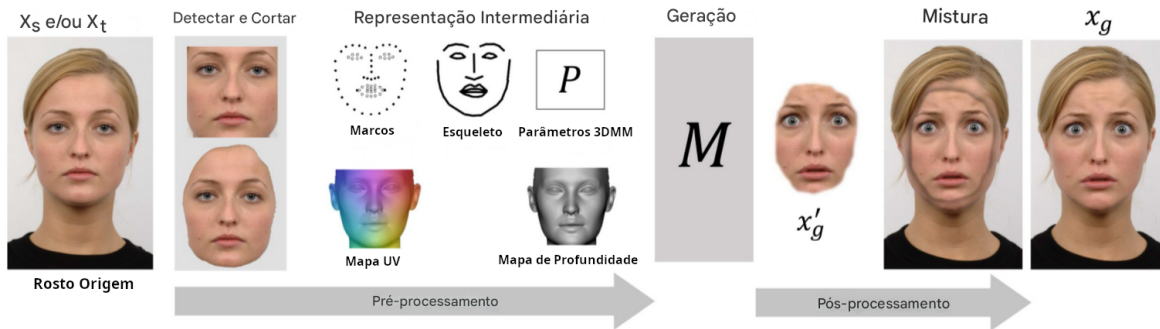 Xs e/ou Xt
Detectar e Cortar
Representação Intermediária
Geração
Mistura
xg
Marcos
Esqueleto
P
Parâmetros 3DMM
M
x'g
Mapa UV
Mapa de Profundidade
Rosto Origem
Pré-processamento
Pós-processamento